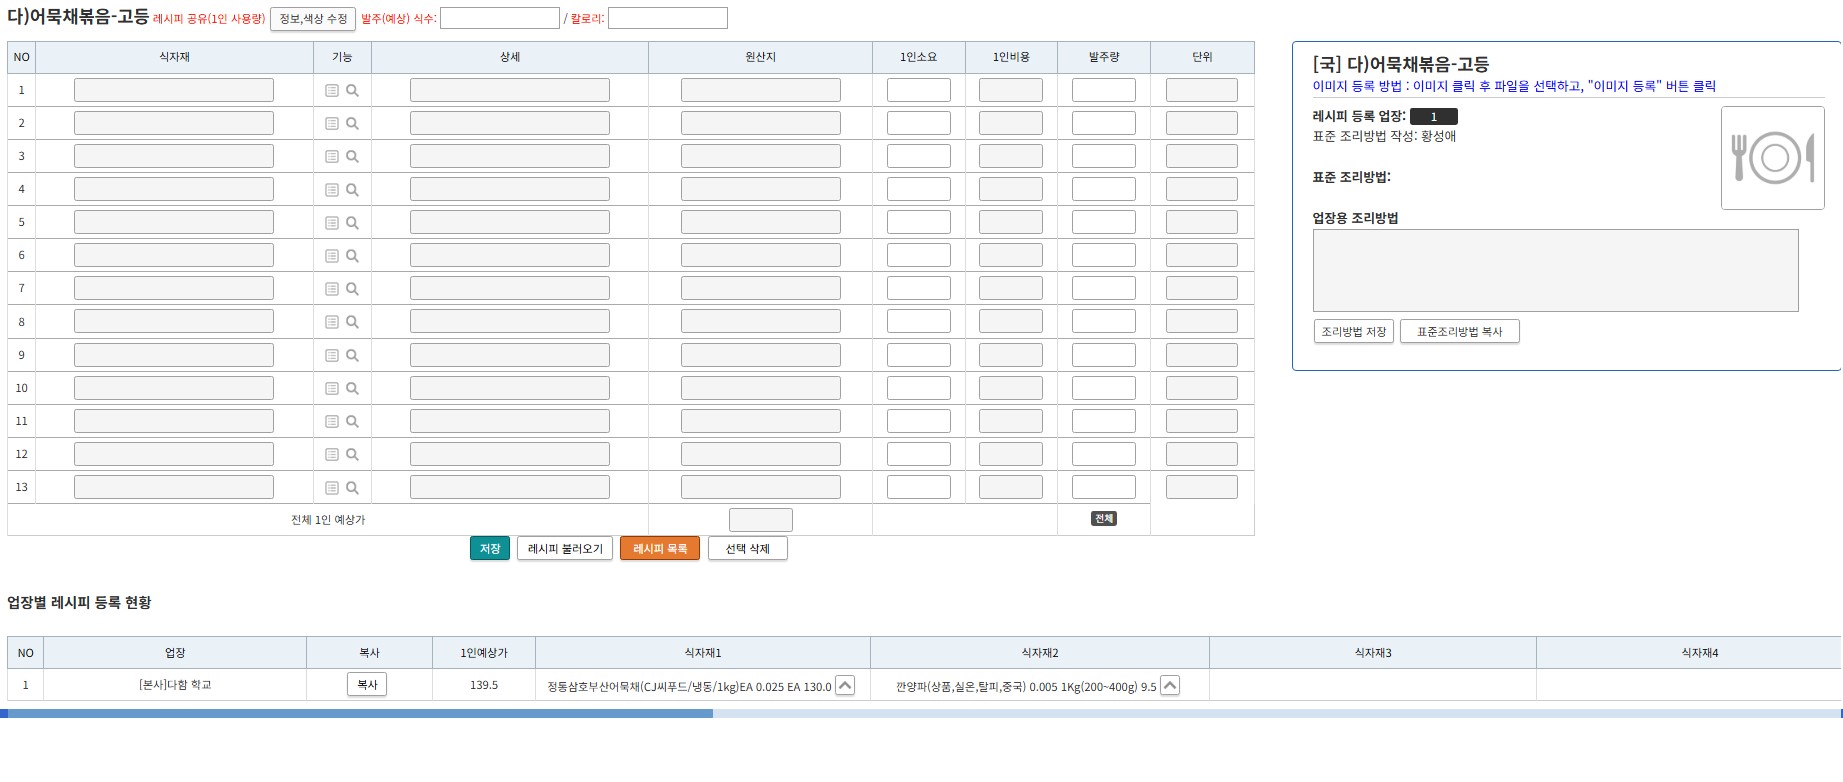 다)어묵채볶음-고등 레시피 공유(1인 사용량) 정보,색상 수정 발주(예상) 식수: / 칼로리:
NO 식자재 기능 상세 원산지 1인소요 1인비용 발주량 단위
1
2
3
4
5
6
7
8
9
10
11
12
13
전체 1인 예상가 전체
저장 레시피 불러오기 레시피 목록 선택 삭제
[국] 다)어묵채볶음-고등
이미지 등록 방법 : 이미지 클릭 후 파일을 선택하고, "이미지 등록" 버튼 클릭
레시피 등록 업장: 1
표준 조리방법 작성: 황성애
표준 조리방법:
업장용 조리방법
조리방법 저장 표준조리방법 복사
업장별 레시피 등록 현황
NO 업장 복사 1인예상가 식자재1 식자재2 식자재3 식자재4
1 [본사]다함 학교 복사 139.5 정통삼호부산어묵채(CJ씨푸드/냉동/1kg)EA 0.025 EA 130.0 깐양파(상품,실온,탈피,중국) 0.005 1Kg(200~400g) 9.5